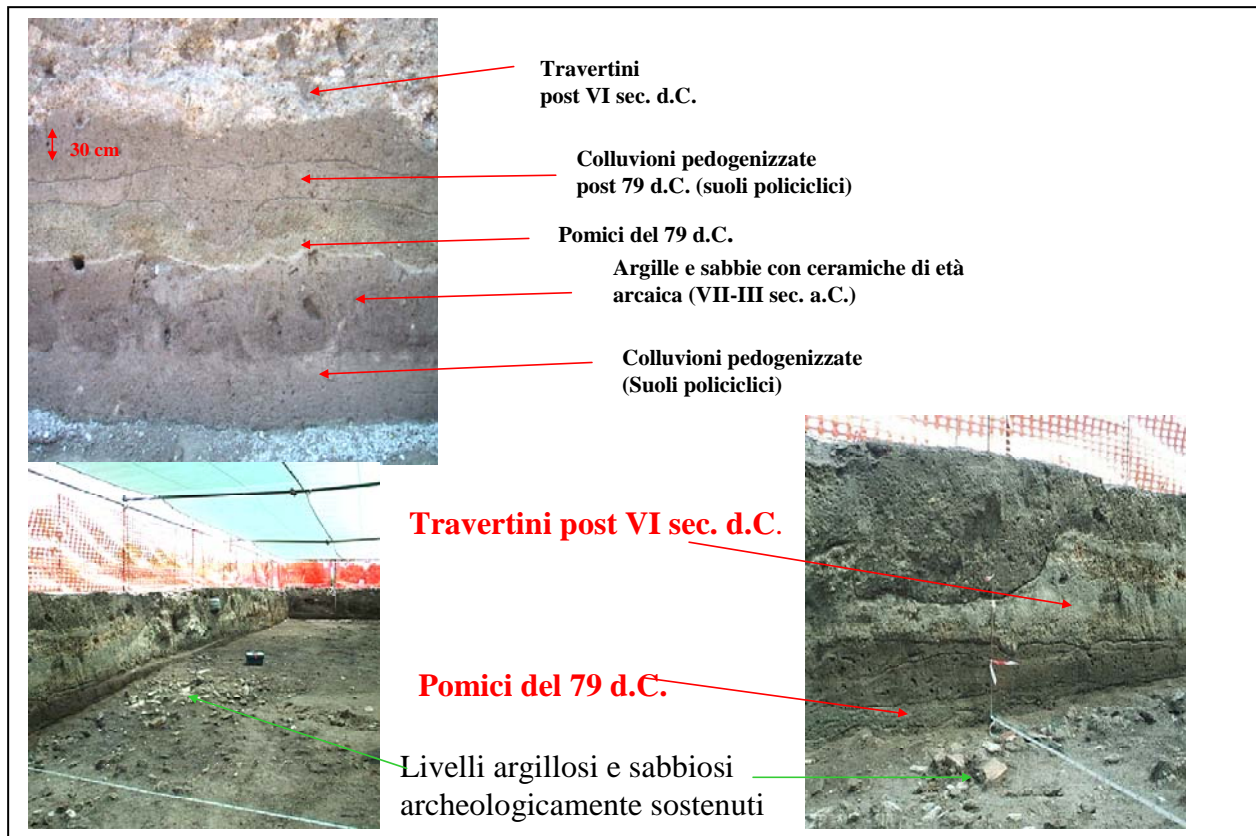 Travertini
post VI sec. d.C.
30 cm
Colluvioni pedogenizzate
post 79 d.C. (suoli policiclici)
Pomici del 79 d.C.
Argille e sabbie con ceramiche di età
arcaica (VII-III sec. a.C.)
Colluvioni pedogenizzate
(Suoli policiclici)
Travertini post VI sec. d.C.
Pomici del 79 d.C.
Livelli argillosi e sabbiosi
archeologicamente sostenuti